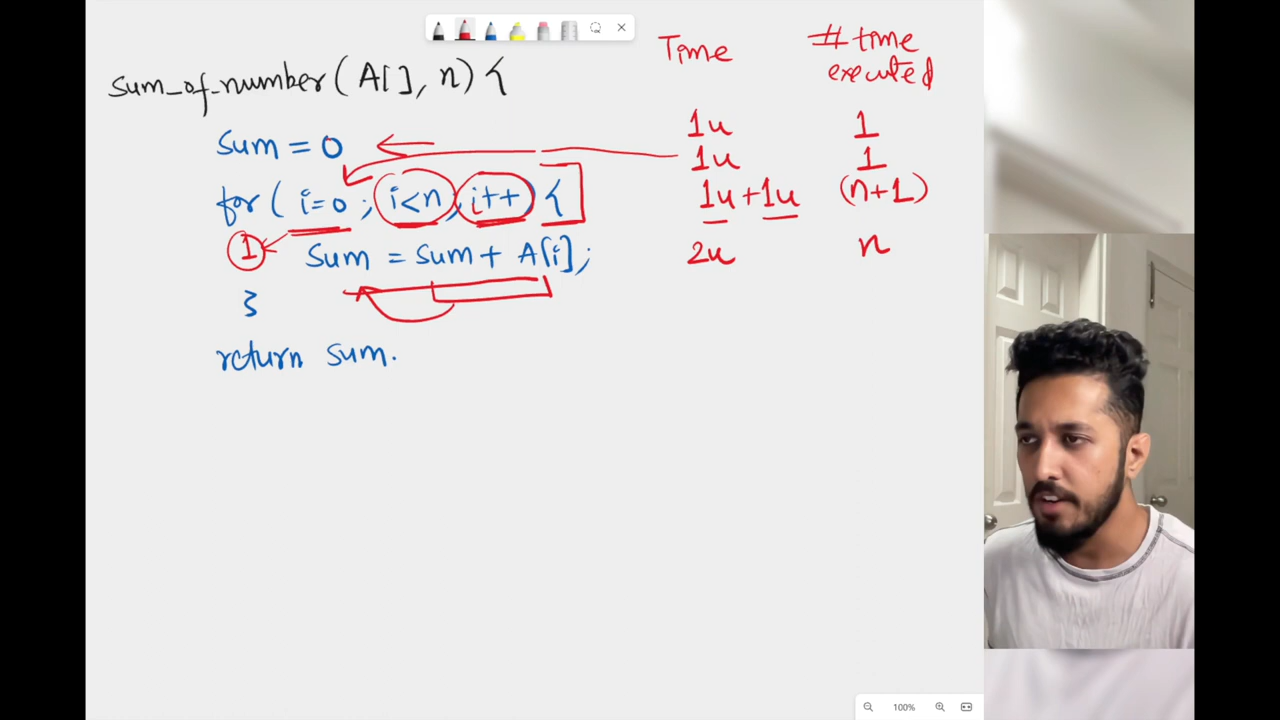 Time # time
executed
sum_of_number(A[], n) {
sum = 0 1u 1
1u 1
for( i=0 ; i<n ; i++) { 1u+1u (n+1)
1 sum = sum + A[i]; 2u n
}
return sum.
100%